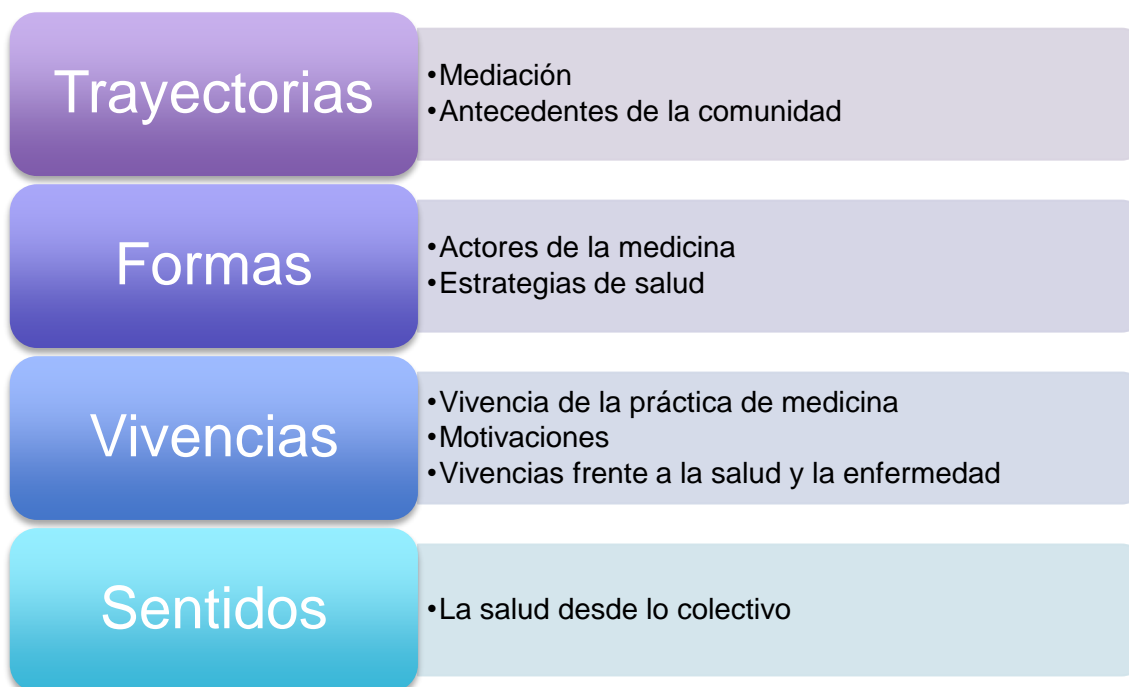 Trayectorias
•Mediación
•Antecedentes de la comunidad
Formas
•Actores de la medicina
•Estrategias de salud
Vivencias
•Vivencia de la práctica de medicina
•Motivaciones
•Vivencias frente a la salud y la enfermedad
Sentidos
•La salud desde lo colectivo